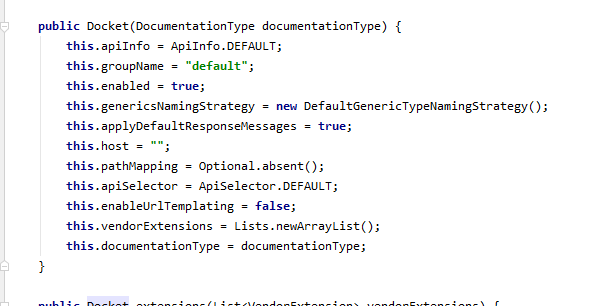 public Docket(DocumentationType documentationType) {
this.apiInfo = ApiInfo.DEFAULT;
this.groupName = "default";
this.enabled = true;
this.genericsNamingStrategy = new DefaultGenericTypeNamingStrategy();
this.applyDefaultResponseMessages = true;
this.host = "";
this.pathMapping = Optional.absent();
this.apiSelector = ApiSelector.DEFAULT;
this.enableUrlTemplating = false;
this.vendorExtensions = Lists.newArrayList();
this.documentationType = documentationType;
}
public Docket extensions(List<VendorExtension> vendorExtensions) {